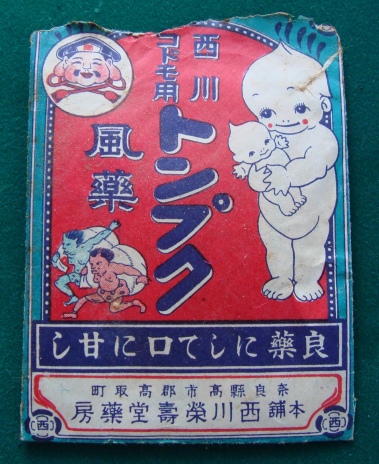 西川
コドモ用
トンプク
風藥
良藥にして口に甘し
奈良縣高市郡高取町
本舖西川榮壽堂藥房
西
西